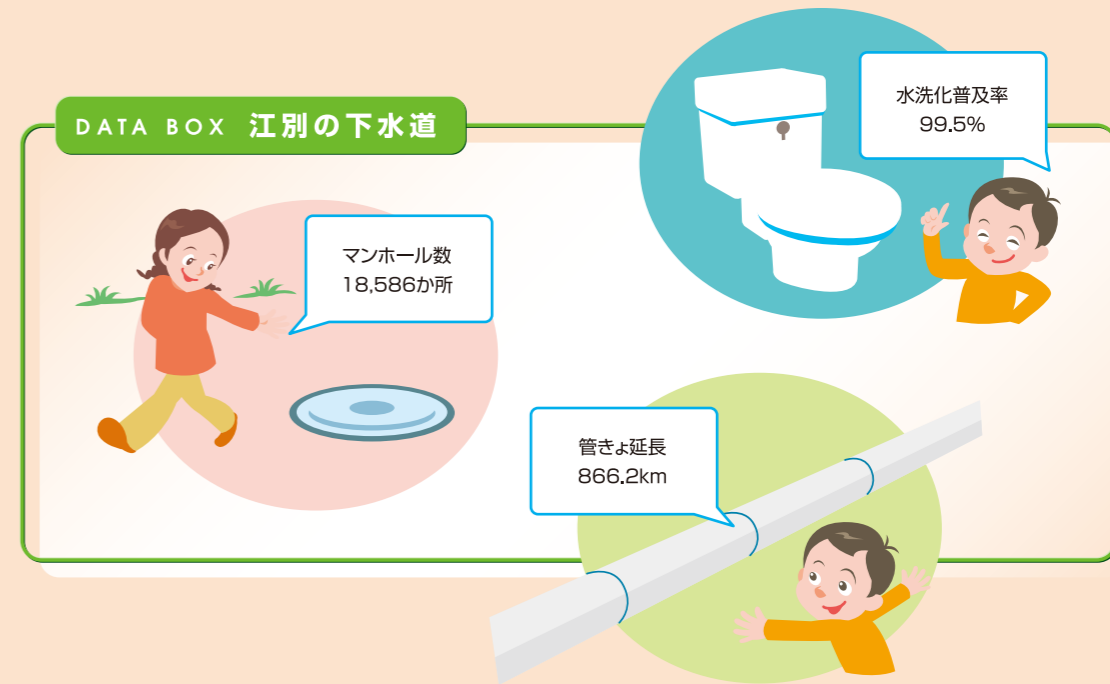 DATA BOX 江別の下水道
水洗化普及率
99.5%
マンホール数
18,586か所
管きょ延長
866.2km